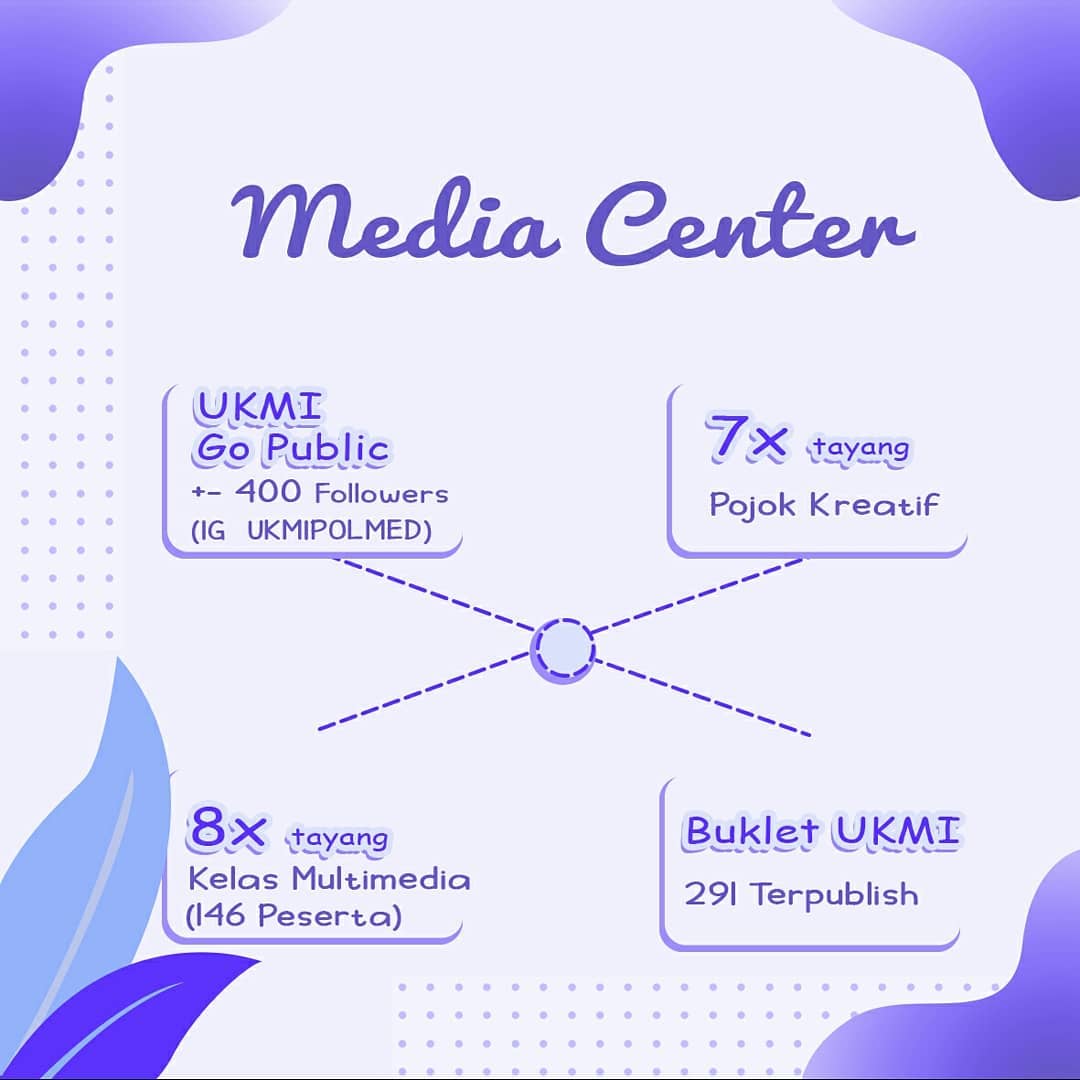 Media Center
UKMI
Go Public
+- 400 Followers
(IG UKMIPOLMED)
7x tayang
Pojok Kreatif
8x tayang
Kelas Multimedia
(146 Peserta)
Buklet UKMI
291 Terpublish